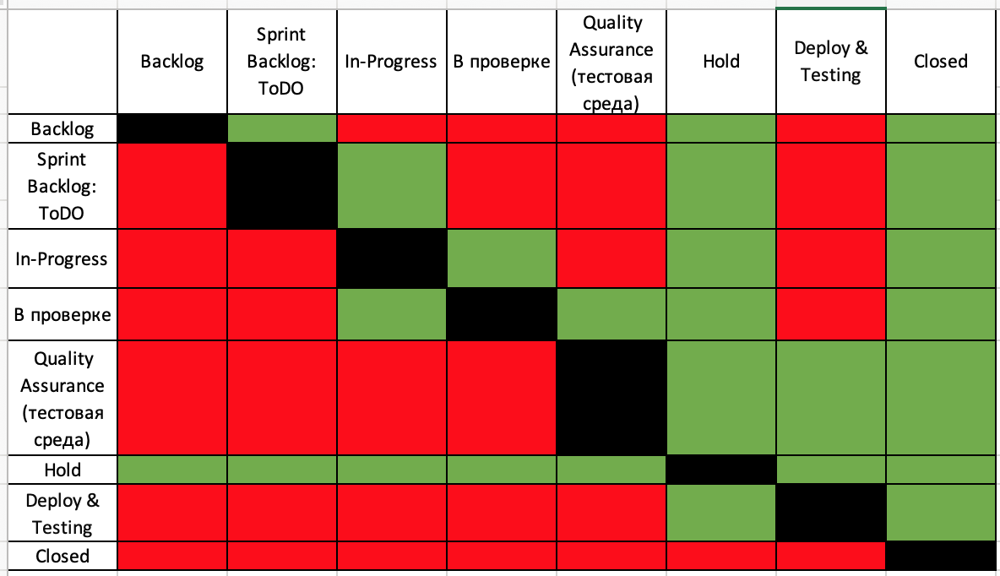 Backlog
Sprint
Backlog:
ToDO
In-Progress
В проверке
Quality
Assurance
(тестовая
среда)
Hold
Deploy &
Testing
Closed
Backlog
Sprint
Backlog:
ToDO
In-Progress
В проверке
Quality
Assurance
(тестовая
среда)
Hold
Deploy &
Testing
Closed